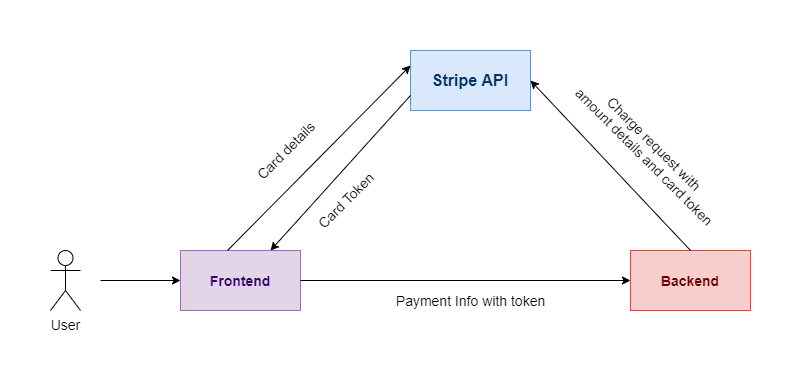 Stripe API
Charge request with
amount details and card token
Card details
Card Token
Frontend
Backend
Payment Info with token
User